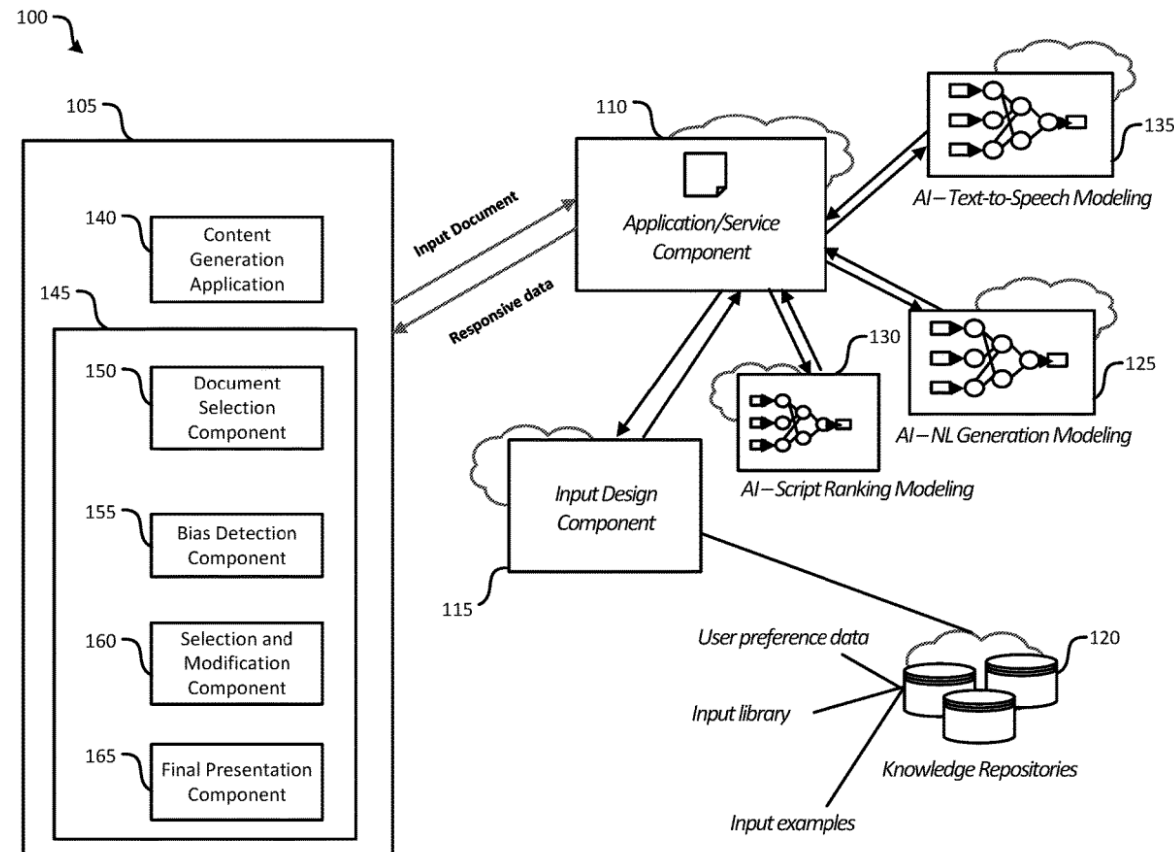 100
105
140
Content
Generation
Application
145
150
Document
Selection
Component
155
Bias Detection
Component
160
Selection and
Modification
Component
165
Final Presentation
Component
Input Document
Responsive data
110
Application/Service
Component
135
AI – Text-to-Speech Modeling
125
AI – NL Generation Modeling
130
AI – Script Ranking Modeling
Input Design
Component
115
120
User preference data
Input library
Input examples
Knowledge Repositories